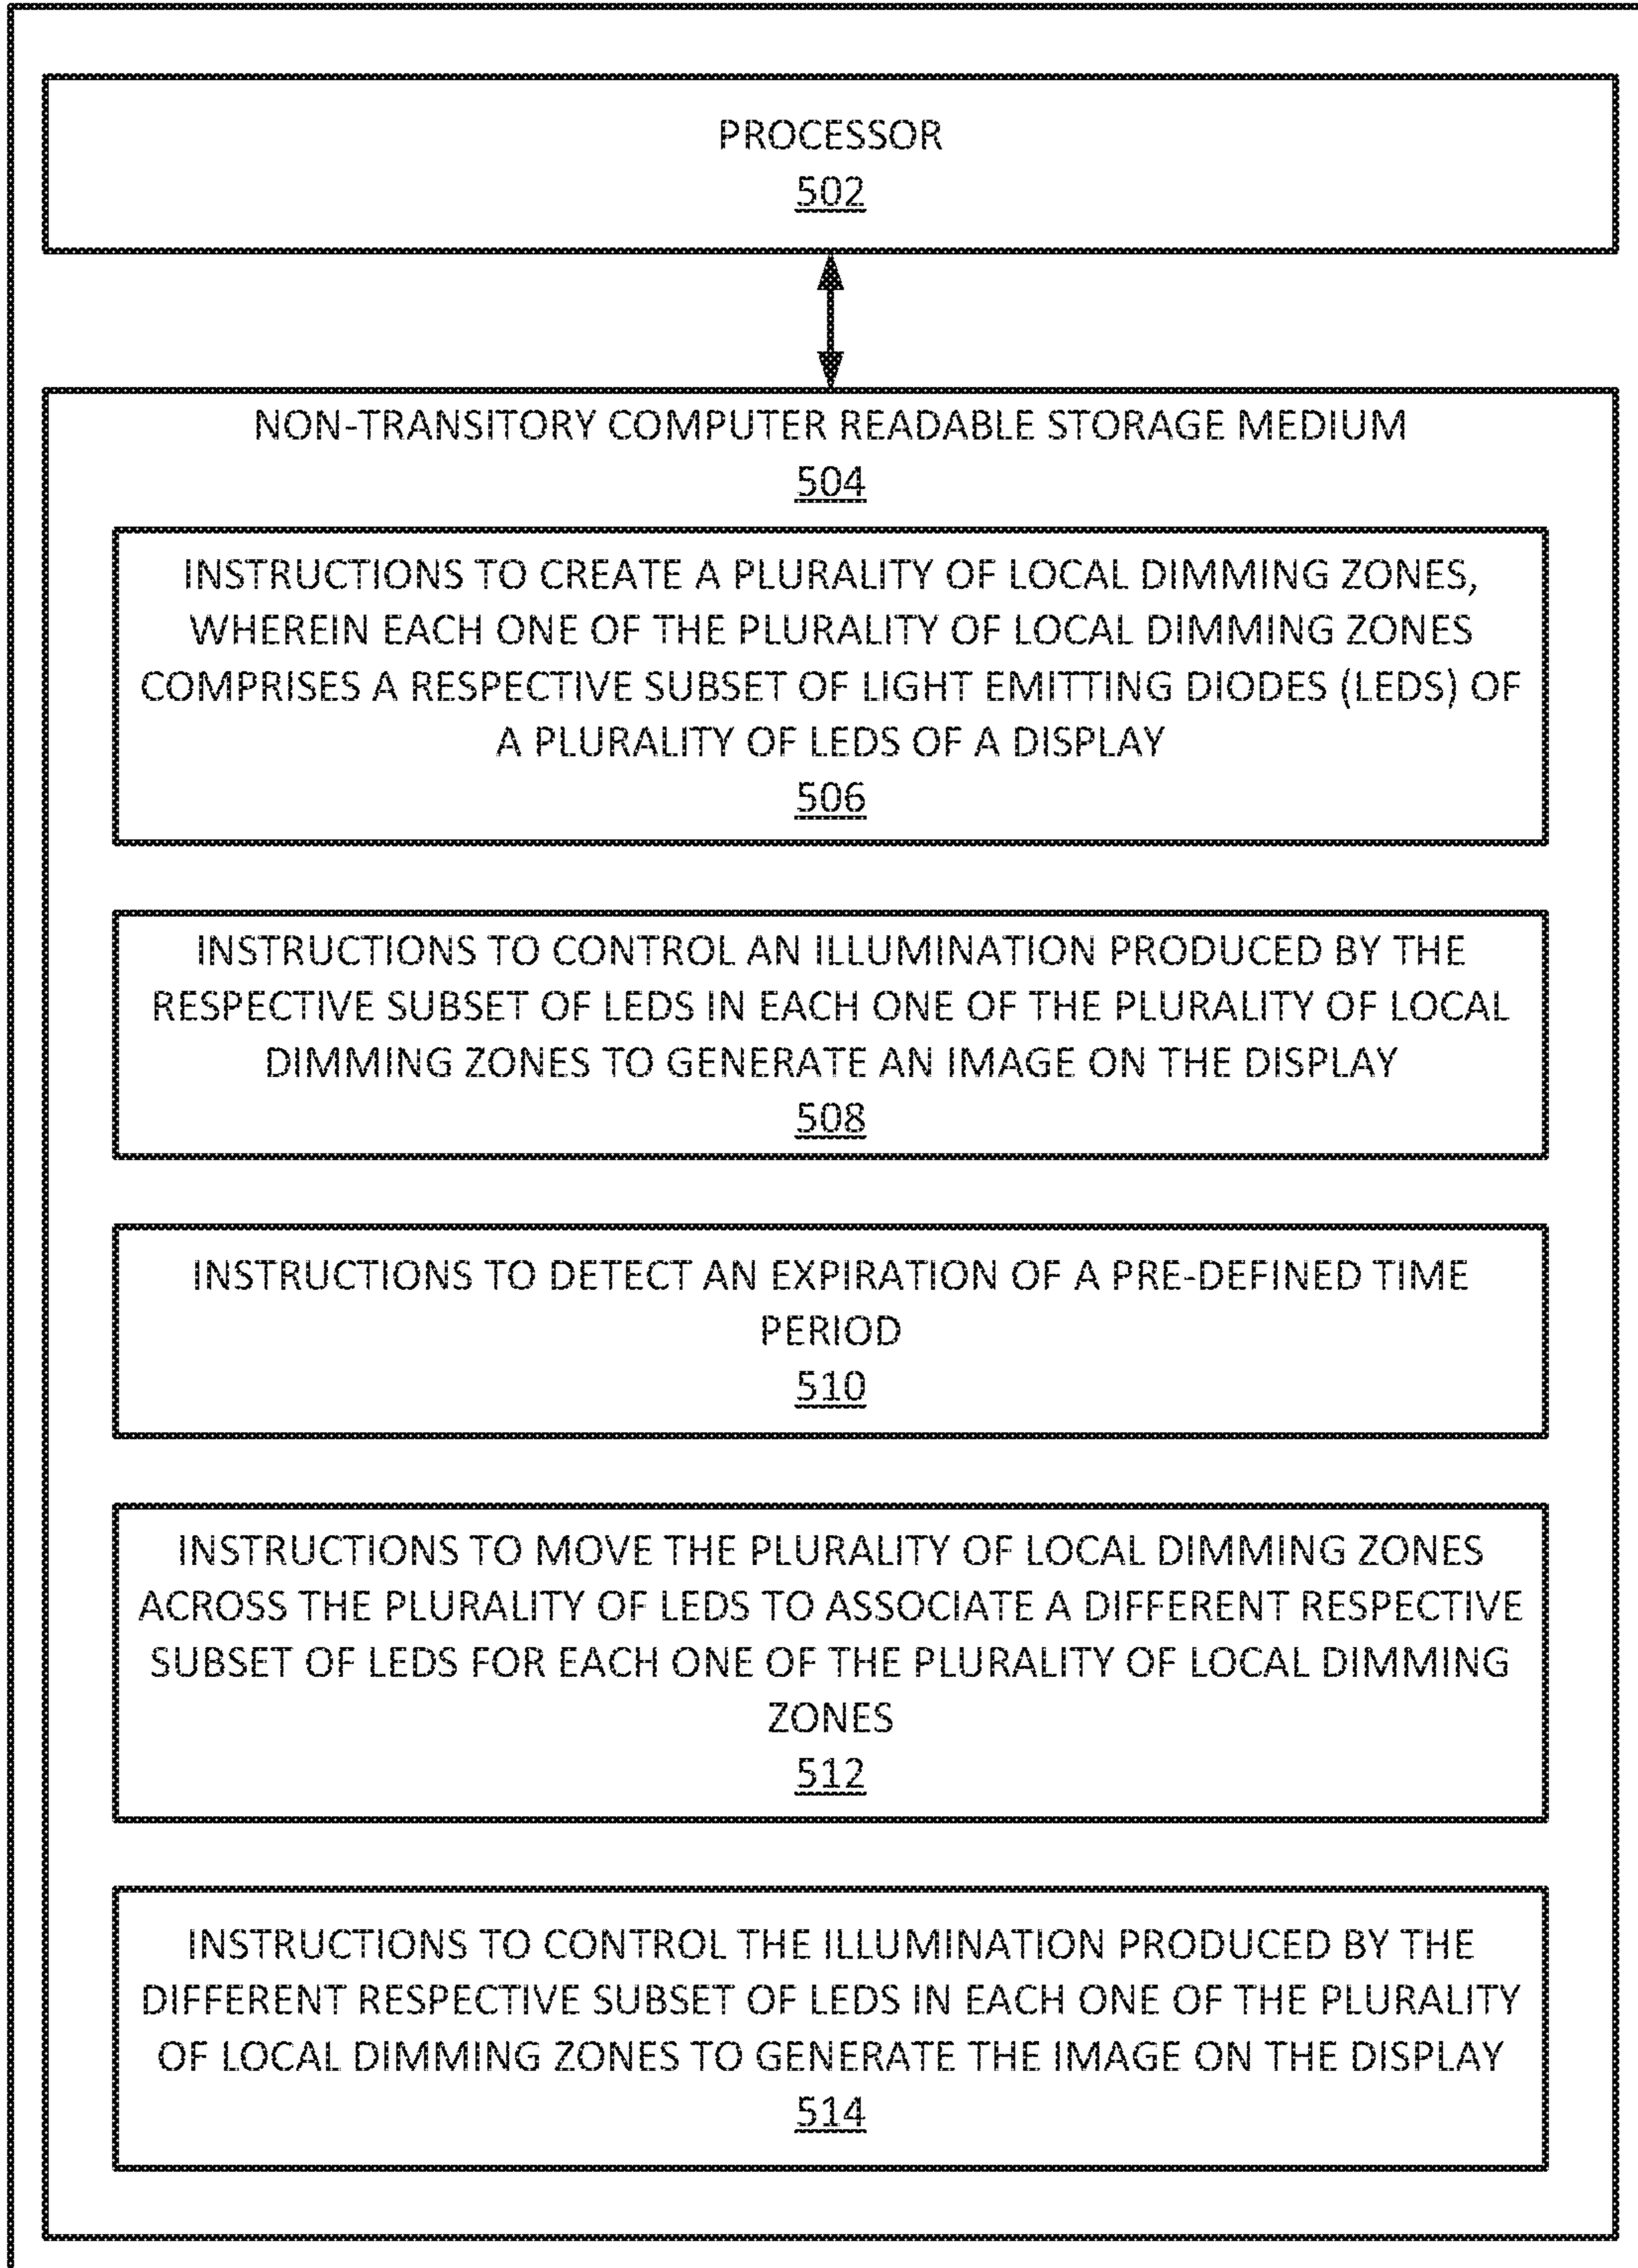 PROCESSOR
502
NON-TRANSITORY COMPUTER READABLE STORAGE MEDIUM
504
INSTRUCTIONS TO CREATE A PLURALITY OF LOCAL DIMMING ZONES,
WHEREIN EACH ONE OF THE PLURALITY OF LOCAL DIMMING ZONES
COMPRISES A RESPECTIVE SUBSET OF LIGHT EMITTING DIODES (LEDS) OF
A PLURALITY OF LEDS OF A DISPLAY
506
INSTRUCTIONS TO CONTROL AN ILLUMINATION PRODUCED BY THE
RESPECTIVE SUBSET OF LEDS IN EACH ONE OF THE PLURALITY OF LOCAL
DIMMING ZONES TO GENERATE AN IMAGE ON THE DISPLAY
508
INSTRUCTIONS TO DETECT AN EXPIRATION OF A PRE-DEFINED TIME
PERIOD
510
INSTRUCTIONS TO MOVE THE PLURALITY OF LOCAL DIMMING ZONES
ACROSS THE PLURALITY OF LEDS TO ASSOCIATE A DIFFERENT RESPECTIVE
SUBSET OF LEDS FOR EACH ONE OF THE PLURALITY OF LOCAL DIMMING
ZONES
512
INSTRUCTIONS TO CONTROL THE ILLUMINATION PRODUCED BY THE
DIFFERENT RESPECTIVE SUBSET OF LEDS IN EACH ONE OF THE PLURALITY
OF LOCAL DIMMING ZONES TO GENERATE THE IMAGE ON THE DISPLAY
514